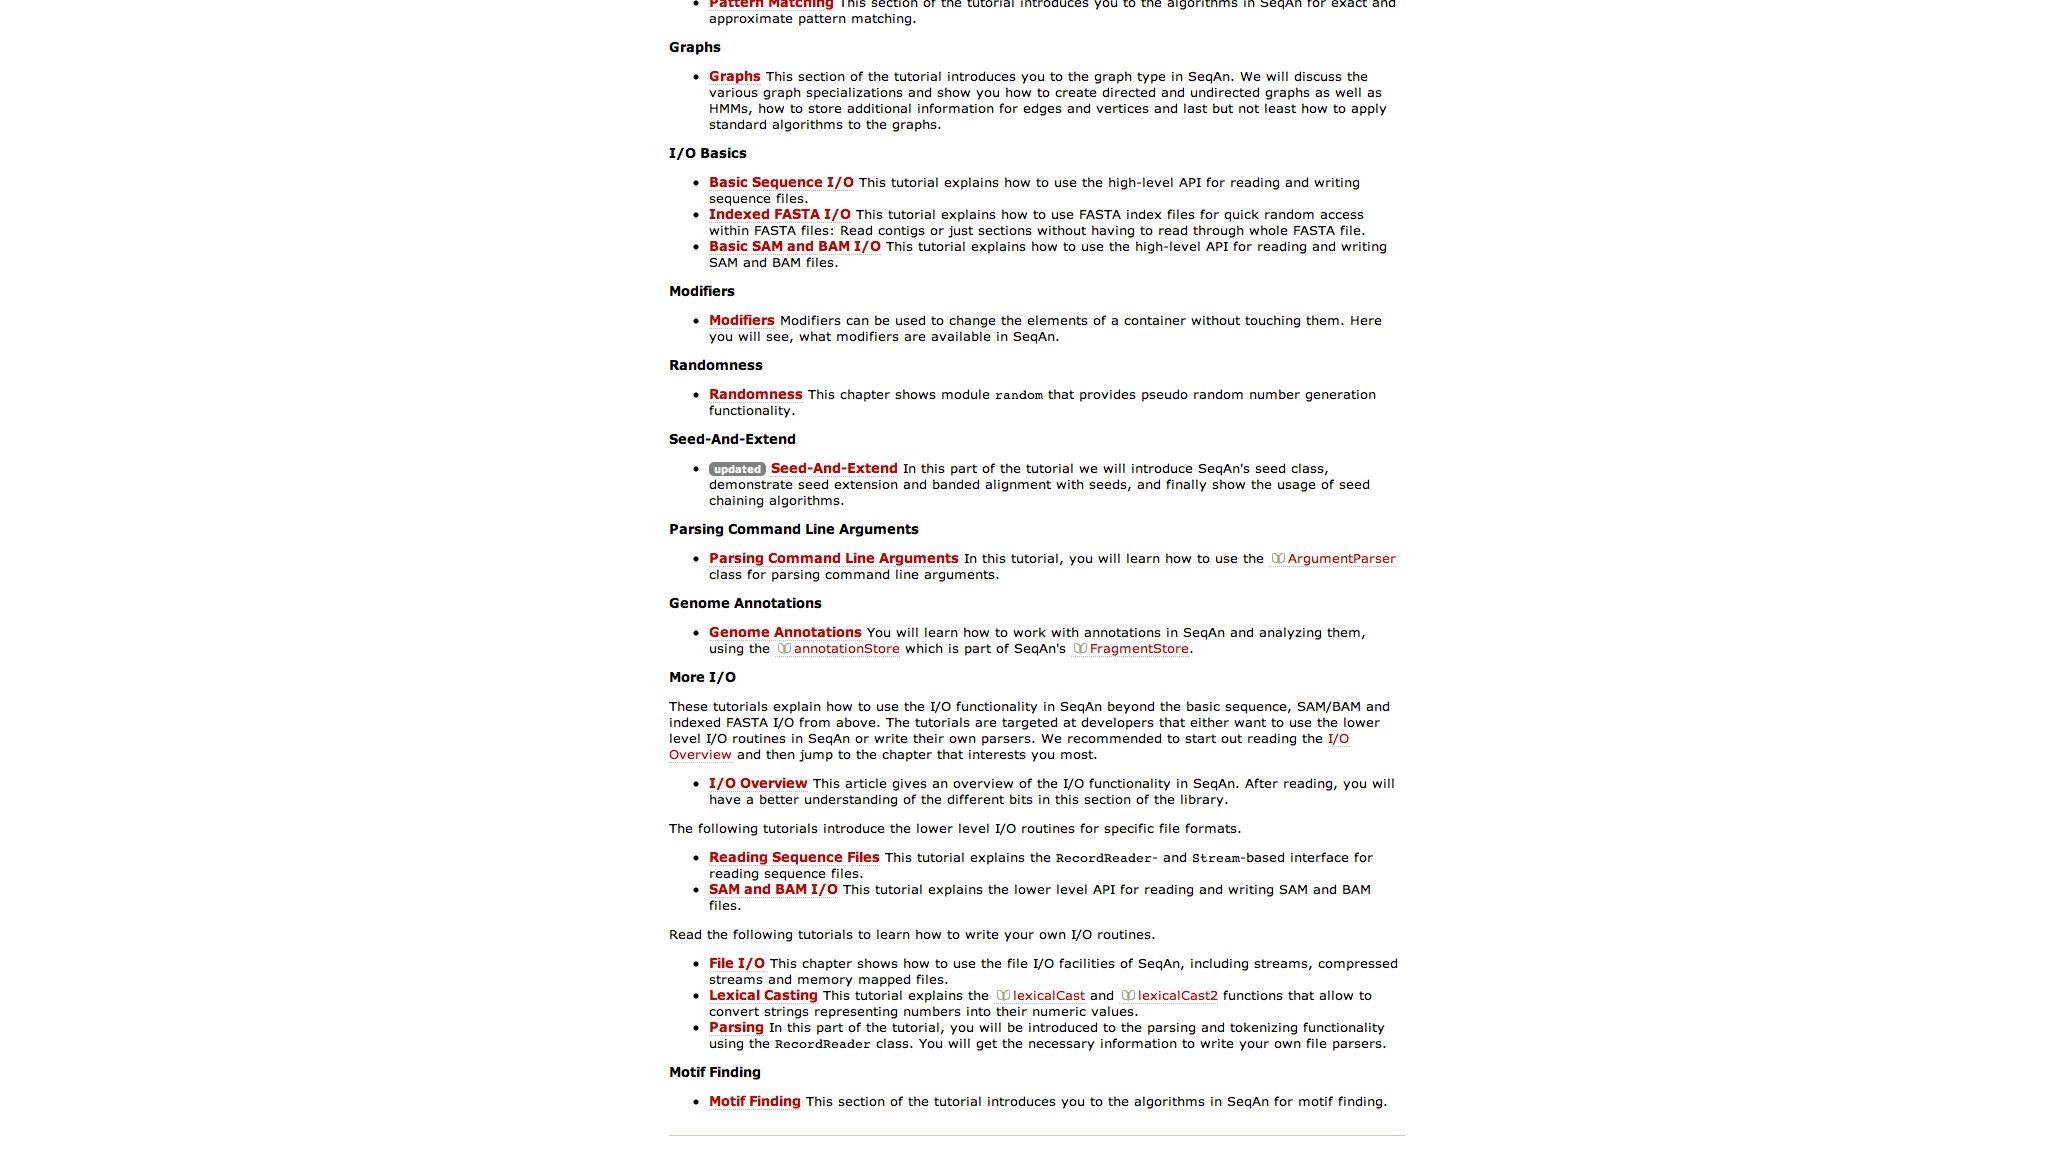 Pattern Matching This section of the tutorial introduces you to the algorithms in SeqAn for exact and
approximate pattern matching.
Graphs
Graphs This section of the tutorial introduces you to the graph type in SeqAn. We will discuss the
various graph specializations and show you how to create directed and undirected graphs as well as
HMMs, how to store additional information for edges and vertices and last but not least how to apply
standard algorithms to the graphs.
I/O Basics
Basic Sequence I/O This tutorial explains how to use the high-level API for reading and writing
sequence files.
Indexed FASTA I/O This tutorial explains how to use FASTA index files for quick random access
within FASTA files: Read contigs or just sections without having to read through whole FASTA file.
Basic SAM and BAM I/O This tutorial explains how to use the high-level API for reading and writing
SAM and BAM files.
Modifiers
Modifiers Modifiers can be used to change the elements of a container without touching them. Here
you will see, what modifiers are available in SeqAn.
Randomness
Randomness This chapter shows module random that provides pseudo random number generation
functionality.
Seed-And-Extend
updated Seed-And-Extend In this part of the tutorial we will introduce SeqAn's seed class,
demonstrate seed extension and banded alignment with seeds, and finally show the usage of seed
chaining algorithms.
Parsing Command Line Arguments
Parsing Command Line Arguments In this tutorial, you will learn how to use the ArgumentParser
class for parsing command line arguments.
Genome Annotations
Genome Annotations You will learn how to work with annotations in SeqAn and analyzing them,
using the annotationStore which is part of SeqAn's FragmentStore.
More I/O
These tutorials explain how to use the I/O functionality in SeqAn beyond the basic sequence, SAM/BAM and
indexed FASTA I/O from above. The tutorials are targeted at developers that either want to use the lower
level I/O routines in SeqAn or write their own parsers. We recommended to start out reading the I/O
Overview and then jump to the chapter that interests you most.
I/O Overview This article gives an overview of the I/O functionality in SeqAn. After reading, you will
have a better understanding of the different bits in this section of the library.
The following tutorials introduce the lower level I/O routines for specific file formats.
Reading Sequence Files This tutorial explains the RecordReader- and Stream-based interface for
reading sequence files.
SAM and BAM I/O This tutorial explains the lower level API for reading and writing SAM and BAM
files.
Read the following tutorials to learn how to write your own I/O routines.
File I/O This chapter shows how to use the file I/O facilities of SeqAn, including streams, compressed
streams and memory mapped files.
Lexical Casting This tutorial explains the lexicalCast and lexicalCast2 functions that allow to
convert strings representing numbers into their numeric values.
Parsing In this part of the tutorial, you will be introduced to the parsing and tokenizing functionality
using the RecordReader class. You will get the necessary information to write your own file parsers.
Motif Finding
Motif Finding This section of the tutorial introduces you to the algorithms in SeqAn for motif finding.